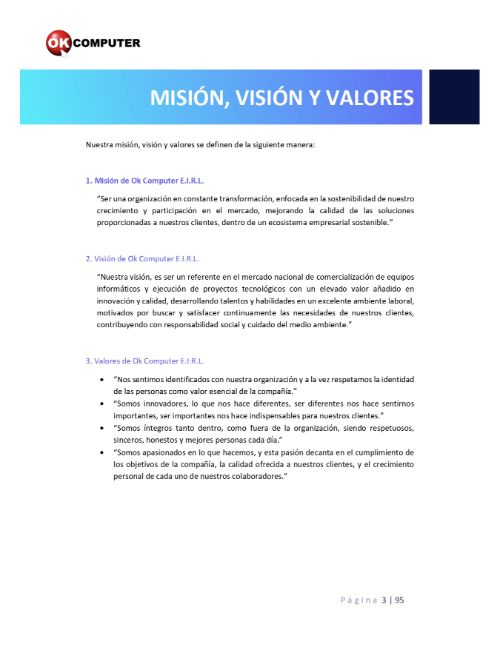 OK COMPUTER
MISIÓN, VISIÓN Y VALORES
Nuestra misión, visión y valores se definen de la siguiente manera:
1. Misión de Ok Computer E.I.R.L.
“Ser una organización en constante transformación, enfocada en la sostenibilidad de nuestro
crecimiento y participación en el mercado, mejorando la calidad de las soluciones
proporcionadas a nuestros clientes, dentro de un ecosistema empresarial sostenible.”
2. Visión de Ok Computer E.I.R.L.
“Nuestra visión, es ser un referente en el mercado nacional de comercialización de equipos
informáticos y ejecución de proyectos tecnológicos con un elevado valor añadido en
innovación y calidad, desarrollando talentos y habilidades en un excelente ambiente laboral,
motivados por buscar y satisfacer continuamente las necesidades de nuestros clientes,
contribuyendo con responsabilidad social y cuidado del medio ambiente.”
3. Valores de Ok Computer E.I.R.L.
• “Nos sentimos identificados con nuestra organización y a la vez respetamos la identidad
de las personas como valor esencial de la compañía.”
• “Somos innovadores, lo que nos hace diferentes, ser diferentes nos hace sentirnos
importantes, ser importantes nos hace indispensables para nuestros clientes.”
• “Somos íntegros tanto dentro, como fuera de la organización, siendo respetuosos,
sinceros, honestos y mejores personas cada día.”
• “Somos apasionados en lo que hacemos, y esta pasión decanta en el cumplimiento de
los objetivos de la compañía, la calidad ofrecida a nuestros clientes, y el crecimiento
personal de cada uno de nuestros colaboradores.”
Página 3 | 95